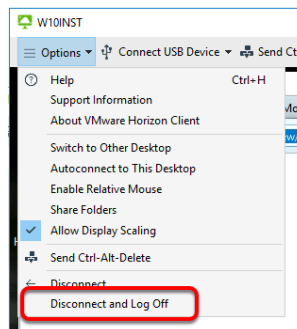 W10INST
Options Connect USB Device Send Ct
Help Ctrl+H
Support Information
About VMware Horizon Client
Switch to Other Desktop
Autoconnect to This Desktop
Enable Relative Mouse
Share Folders
Allow Display Scaling
Send Ctrl-Alt-Delete
Disconnect
Disconnect and Log Off